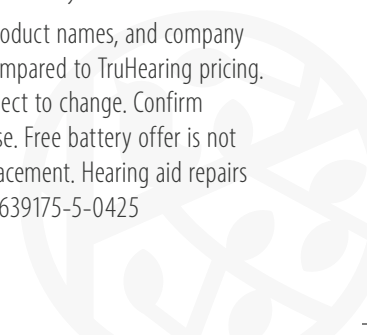 oduct names, and company
mpared to TruHearing pricing.
ect to change. Confirm
se. Free battery offer is not
acement. Hearing aid repairs
639175-5-0425